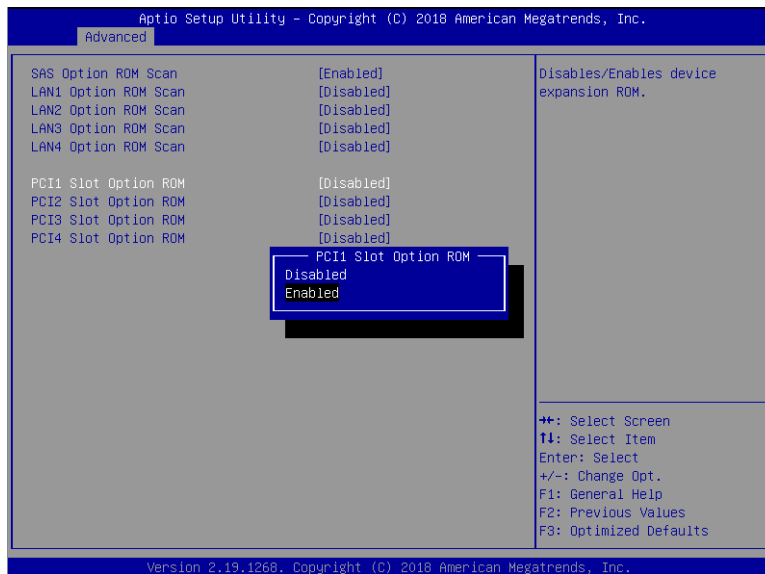 Aptio Setup Utility – Copyright (C) 2018 American Megatrends, Inc.
Advanced
SAS Option ROM Scan [Enabled]
LAN1 Option ROM Scan [Disabled]
LAN2 Option ROM Scan [Disabled]
LAN3 Option ROM Scan [Disabled]
LAN4 Option ROM Scan [Disabled]
PCI1 Slot Option ROM [Disabled]
PCI2 Slot Option ROM [Disabled]
PCI3 Slot Option ROM [Disabled]
PCI4 Slot Option ROM [Disabled]
PCI1 Slot Option ROM
Disabled
Enabled
Disables/Enables device
expansion ROM.
→←: Select Screen
↑↓: Select Item
Enter: Select
+/-: Change Opt.
F1: General Help
F2: Previous Values
F3: Optimized Defaults
Version 2.19.1268. Copyright (C) 2018 American Megatrends, Inc.